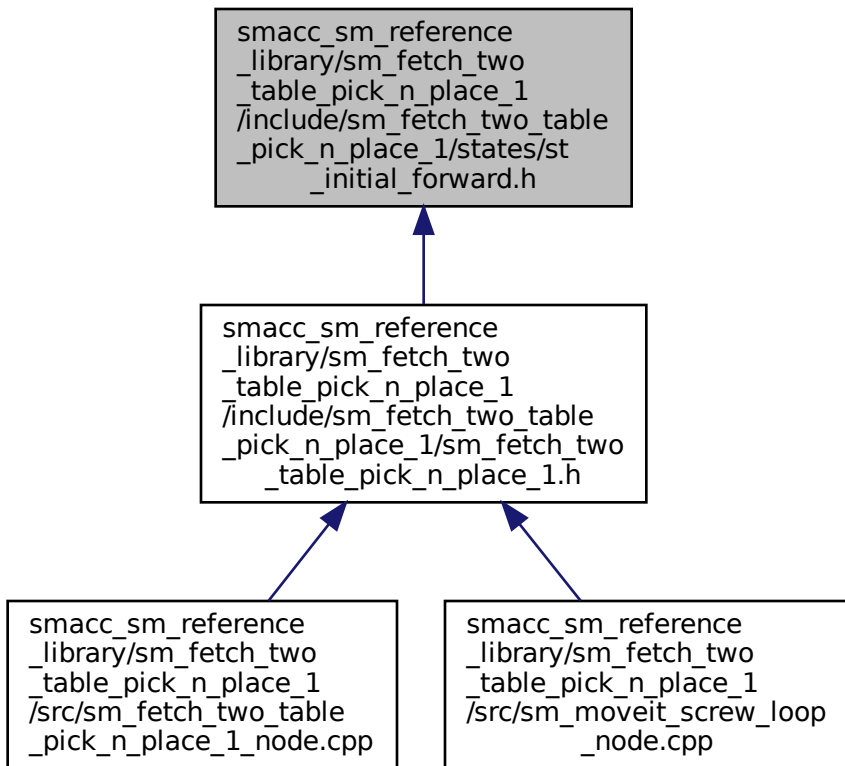 smacc_sm_reference
_library/sm_fetch_two
_table_pick_n_place_1
/include/sm_fetch_two_table
_pick_n_place_1/states/st
_initial_forward.h
smacc_sm_reference
_library/sm_fetch_two
_table_pick_n_place_1
/include/sm_fetch_two_table
_pick_n_place_1/sm_fetch_two
_table_pick_n_place_1.h
smacc_sm_reference
_library/sm_fetch_two
_table_pick_n_place_1
/src/sm_fetch_two_table
_pick_n_place_1_node.cpp
smacc_sm_reference
_library/sm_fetch_two
_table_pick_n_place_1
/src/sm_moveit_screw_loop
_node.cpp